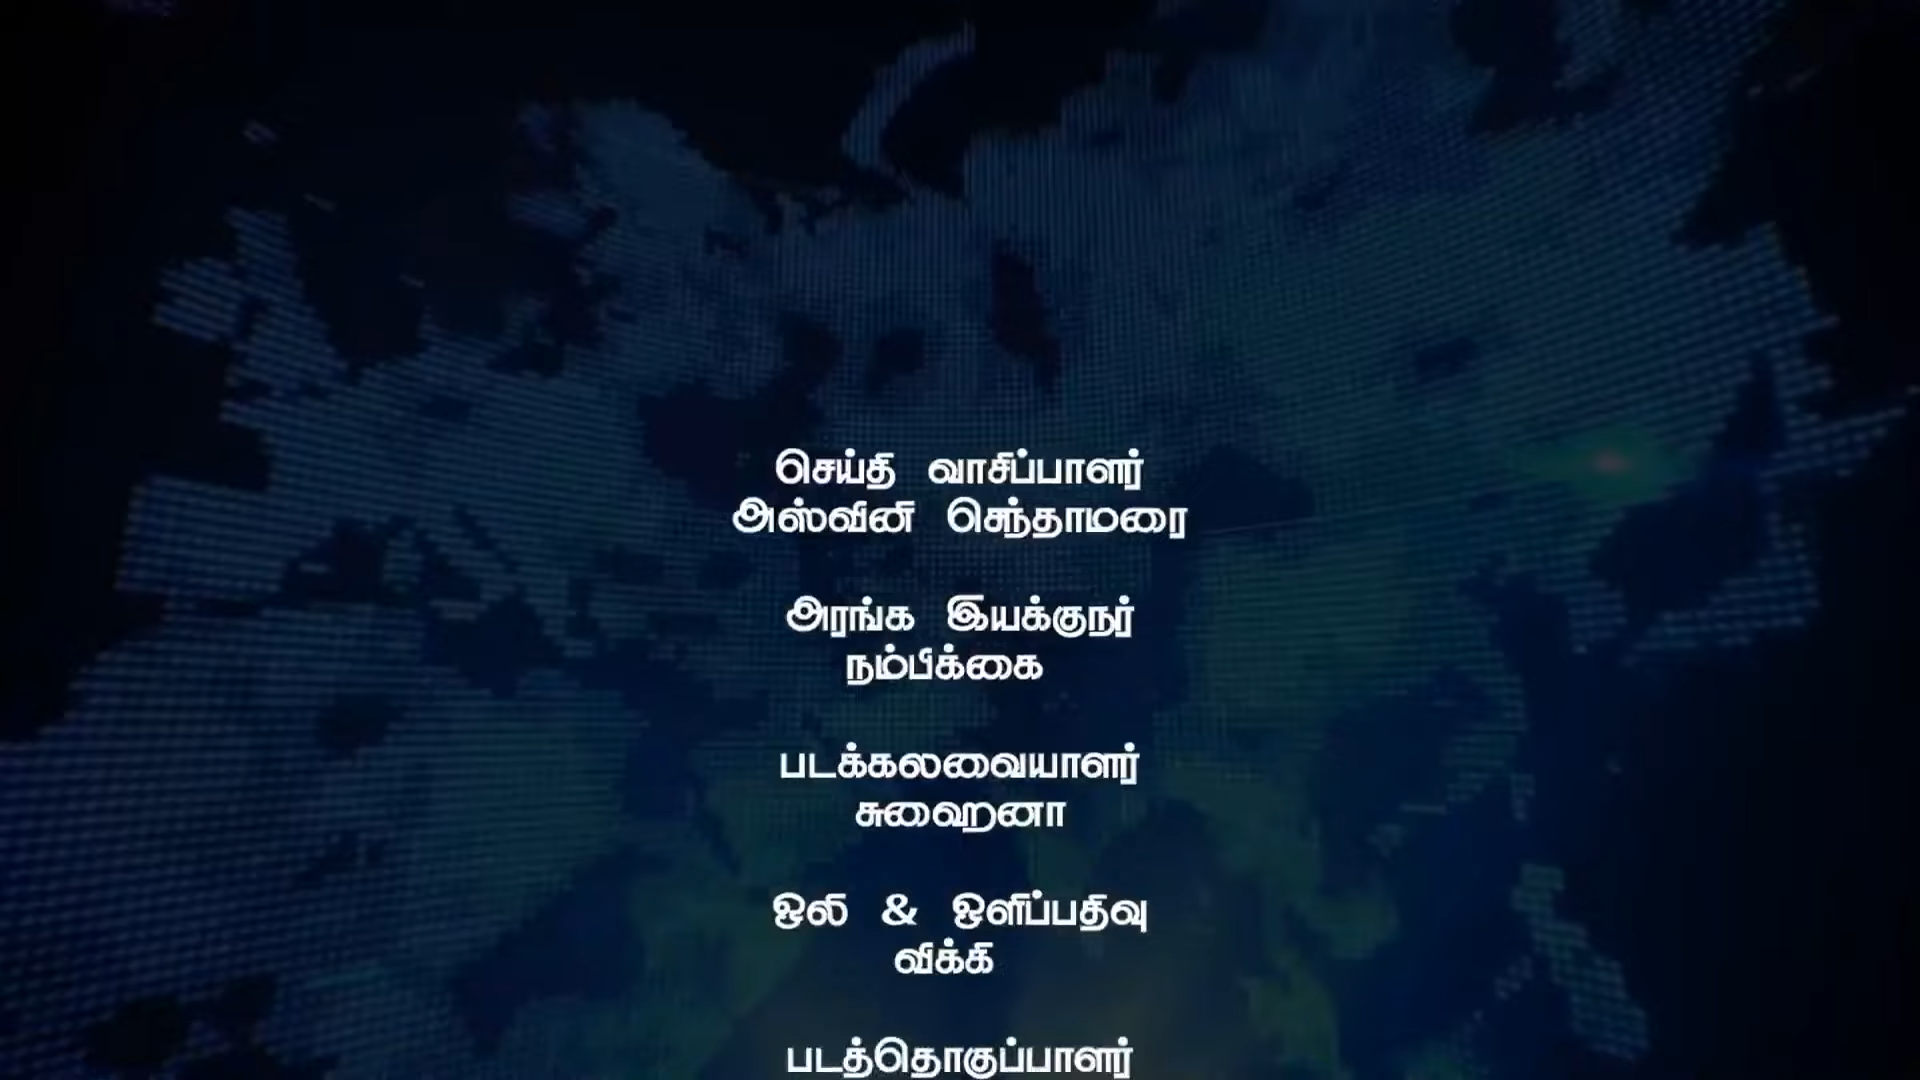 செய்தி வாசிப்பாளர்
அஸ்வினி செந்தாமரை
அரங்க இயக்குநர்
நம்பிக்கை
படக்கலவையாளர்
சுஹைனா
ஒலி & ஒளிப்பதிவு
விக்கி
படத்தொகுப்பாளர்